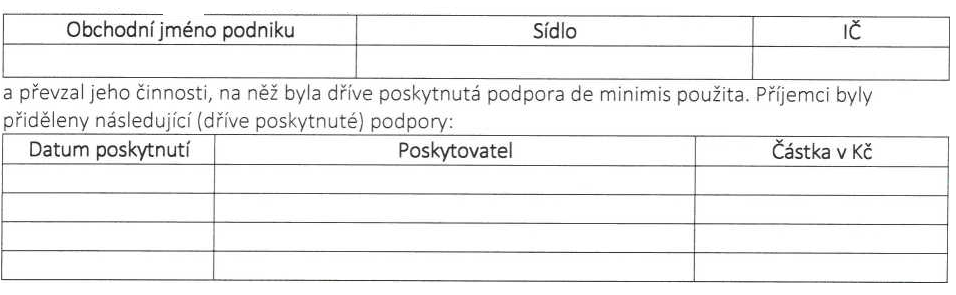 Obchodní jméno podniku Sídlo IČ
a převzal jeho činnosti, na něž byla dříve poskytnutá podpora de minimis použita. Příjemci byly
přiděleny následující (dříve poskytnuté) podpory:
Datum poskytnutí Poskytovatel Částka v Kč